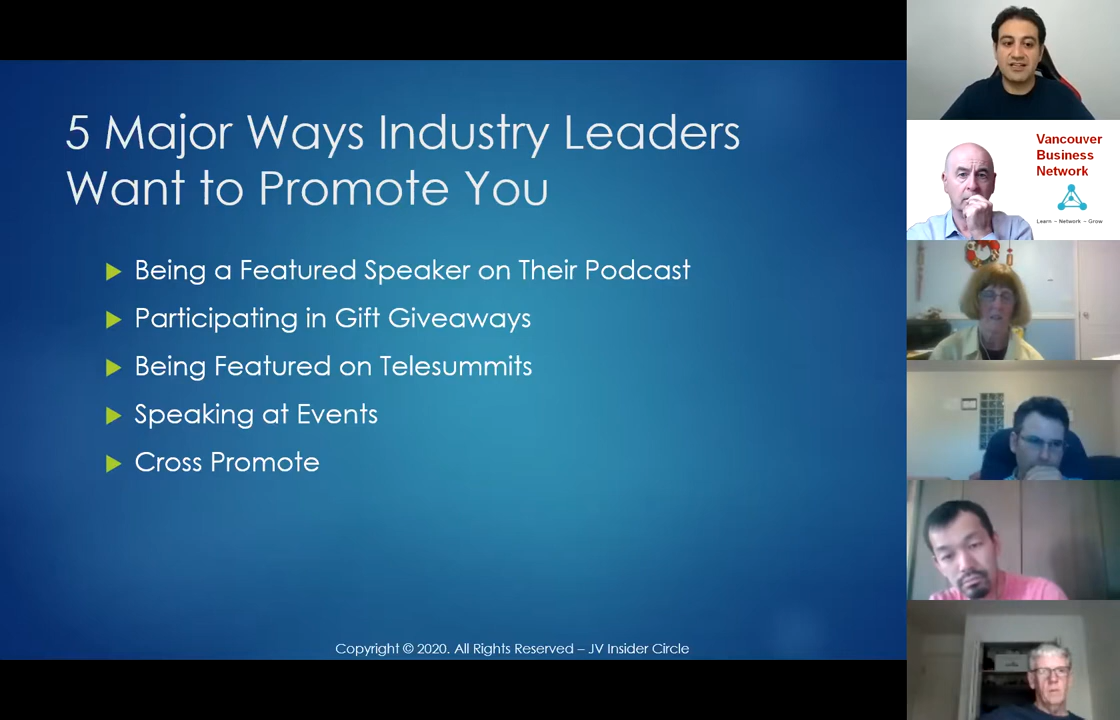 5 Major Ways Industry Leaders
Want to Promote You
Being a Featured Speaker on Their Podcast
Participating in Gift Giveaways
Being Featured on Telesummits
Speaking at Events
Cross Promote
Copyright © 2020. All Rights Reserved – JV Insider Circle
Vancouver
Business
Network
Learn – Network – Grow